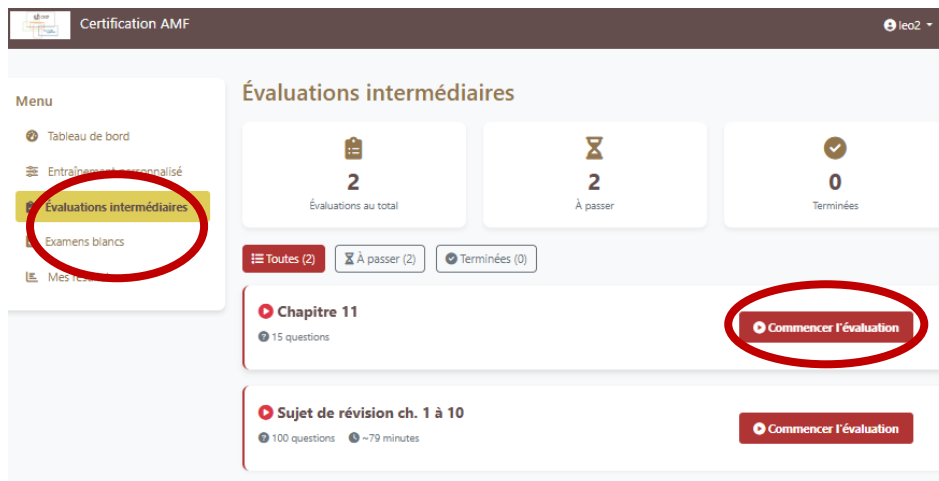 Certification AMF
leo2
Menu
Tableau de bord
Entraînement personnalisé
Évaluations intermédiaires
Examens blancs
Mes
Évaluations intermédiaires
2
Évaluations au total
2
À passer
0
Terminées
Toutes (2)
À passer (2)
Terminées (0)
Chapitre 11
15 questions
Commencer l'évaluation
Sujet de révision ch. 1 à 10
100 questions ~79 minutes
Commencer l'évaluation